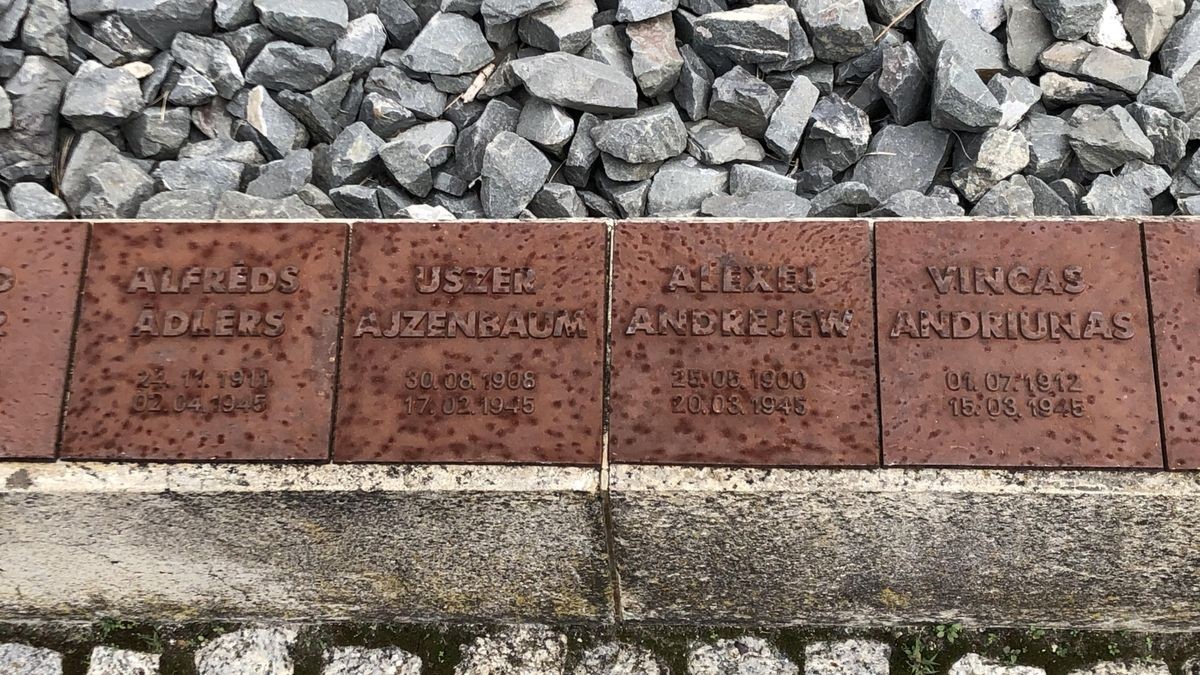 ALFRĒDS
ĀDLERS
24. 11. 1911
02. 04. 1945
USZER
AJZENBAUM
30. 08. 1908
17. 02. 1945
ALEXEJ
ANDREJEW
25. 05. 1900
20. 03. 1945
VINCAS
ANDRIUNAS
01. 07. 1912
15. 03. 1945